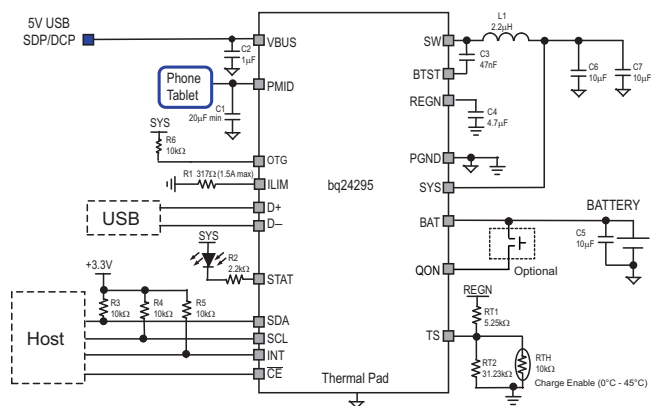 5V USB
SDP/DCP
VBUS
C2
1μF
Phone
Tablet
PMID
C1
20μF min
SYS
R6
10kΩ
OTG
R1 317Ω (1.5A max)
ILIM
USB
D+
D–
SYS
R2
2.2kΩ
STAT
+3.3V
R3
10kΩ
R4
10kΩ
R5
10kΩ
Host
SDA
SCL
INT
CE
bq24295
Thermal Pad
SW
L1
2.2μH
C3
47nF
BTST
C6
10μF
C7
10μF
REGN
C4
4.7μF
PGND
SYS
BAT
BATTERY
C5
10μF
QON
Optional
REGN
RT1
5.25kΩ
TS
RT2
31.23kΩ
RTH
10kΩ
Charge Enable (0°C - 45°C)